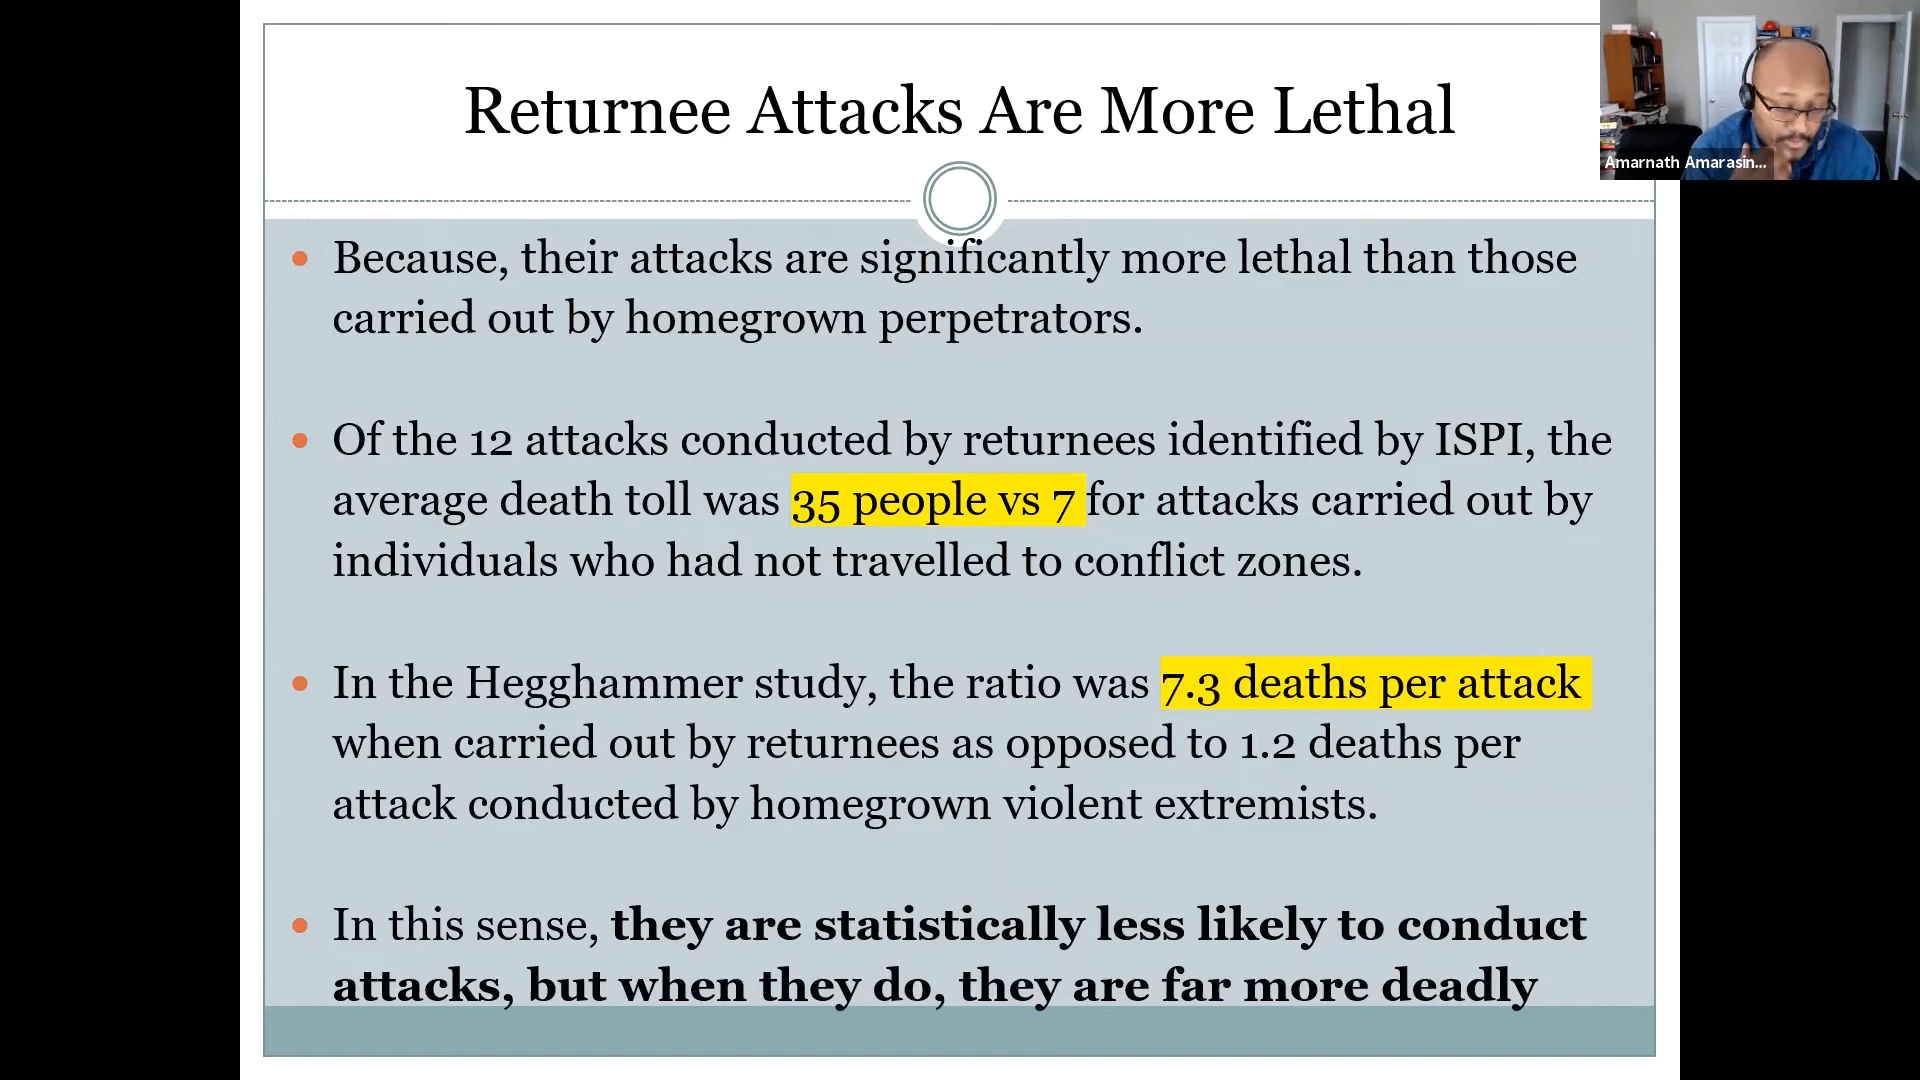 Returnee Attacks Are More Lethal
Amarnath Amarasin...
Because, their attacks are significantly more lethal than those
carried out by homegrown perpetrators.
Of the 12 attacks conducted by returnees identified by ISPI, the
average death toll was 35 people vs 7 for attacks carried out by
individuals who had not travelled to conflict zones.
In the Hegghammer study, the ratio was 7.3 deaths per attack
when carried out by returnees as opposed to 1.2 deaths per
attack conducted by homegrown violent extremists.
In this sense, they are statistically less likely to conduct
attacks, but when they do, they are far more deadly